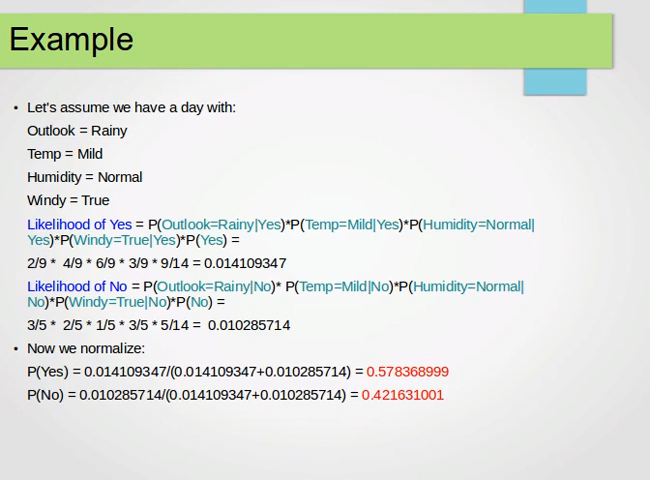 Example
• Let's assume we have a day with:
Outlook = Rainy
Temp = Mild
Humidity = Normal
Windy = True
Likelihood of Yes = P(Outlook=Rainy|Yes)*P(Temp=Mild|Yes)*P(Humidity=Normal|
Yes)*P(Windy=True|Yes)*P(Yes) =
2/9 * 4/9 * 6/9 * 3/9 * 9/14 = 0.014109347
Likelihood of No = P(Outlook=Rainy|No)* P(Temp=Mild|No)*P(Humidity=Normal|
No)*P(Windy=True|No)*P(No) =
3/5 * 2/5 * 1/5 * 3/5 * 5/14 = 0.010285714
• Now we normalize:
P(Yes) = 0.014109347/(0.014109347+0.010285714) = 0.578368999
P(No) = 0.010285714/(0.014109347+0.010285714) = 0.421631001